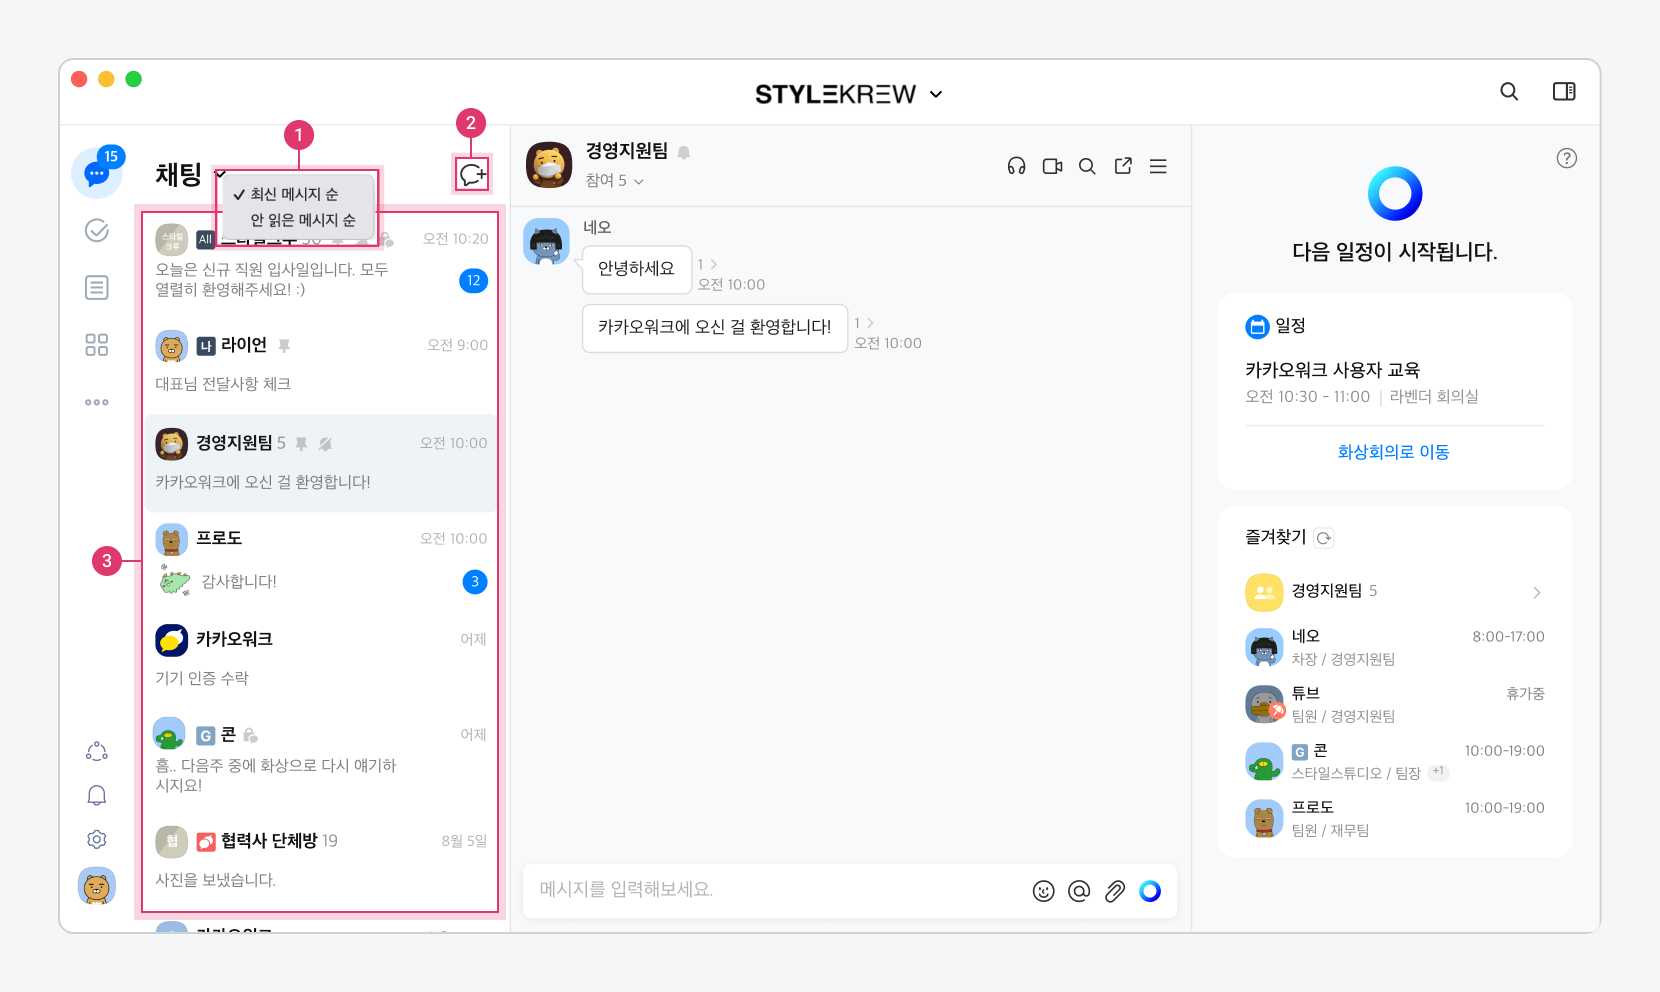 STYLEKREW
1
2
15
채팅
최신 메시지 순
안 읽은 메시지 순
스타일
크루
All
오전 10:20
오늘은 신규 직원 입사일입니다. 모두
열렬히 환영해주세요! :)
12
나 라이언
오전 9:00
대표님 전달사항 체크
경영지원팀 5
오전 10:00
카카오워크에 오신 걸 환영합니다!
프로도
오전 10:00
감사합니다!
3
3
카카오워크
어제
기기 인증 수락
G 콘
어제
흠.. 다음주 중에 화상으로 다시 얘기하
시지요!
협
협력사 단체방 19
8월 5일
사진을 보냈습니다.
경영지원팀
참여 5
네오
안녕하세요
1
오전 10:00
카카오워크에 오신 걸 환영합니다!
1
오전 10:00
메시지를 입력해보세요.
?
다음 일정이 시작됩니다.
일정
카카오워크 사용자 교육
오전 10:30 - 11:00 | 라벤더 회의실
화상회의로 이동
즐겨찾기
경영지원팀 5
네오
8:00-17:00
차장 / 경영지원팀
튜브
휴가중
팀원 / 경영지원팀
G 콘
10:00-19:00
스타일스튜디오 / 팀장 +1
프로도
10:00-19:00
팀원 / 재무팀